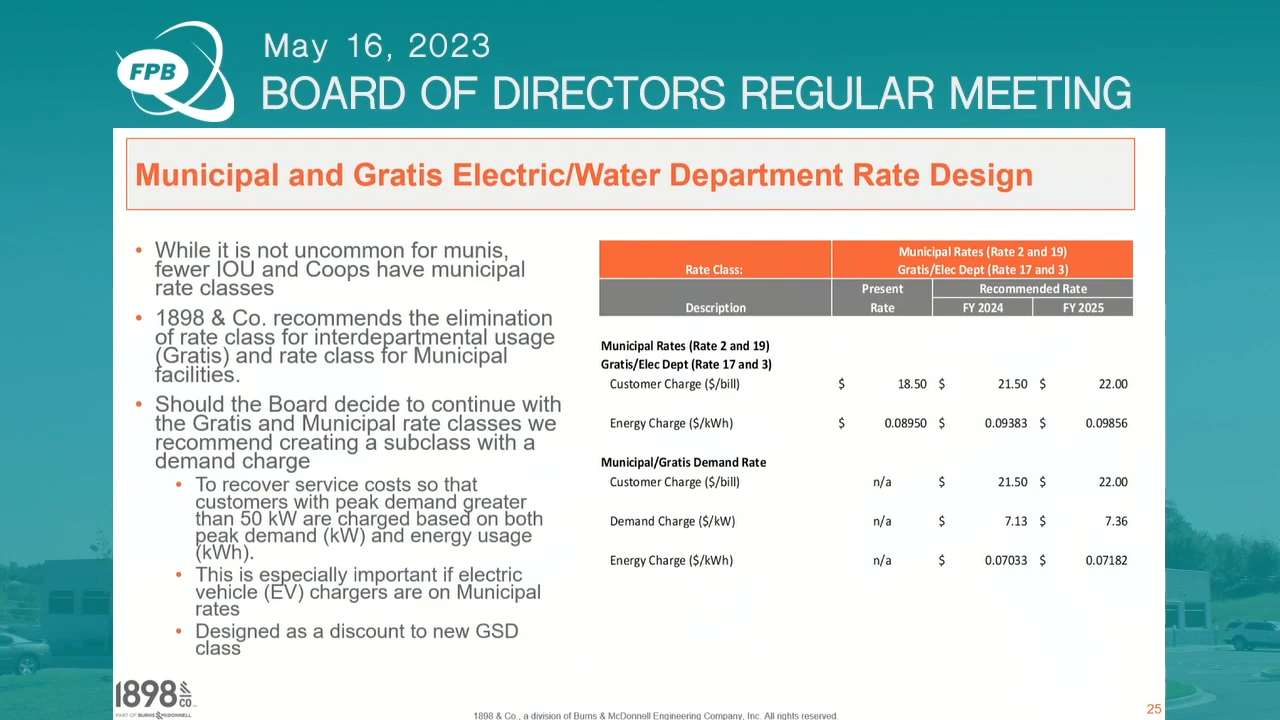 May 16, 2023
FPB
BOARD OF DIRECTORS REGULAR MEETING
Municipal and Gratis Electric/Water Department Rate Design
• While it is not uncommon for munis,
fewer IOU and Coops have municipal
rate classes
• 1898 & Co. recommends the elimination
of rate class for interdepartmental usage
(Gratis) and rate class for Municipal
facilities.
• Should the Board decide to continue with
the Gratis and Municipal rate classes we
recommend creating a subclass with a
demand charge
• To recover service costs so that
customers with peak demand greater
than 50 kW are charged based on both
peak demand (kW) and energy usage
(kWh).
• This is especially important if electric
vehicle (EV) chargers are on Municipal
rates
• Designed as a discount to new GSD
class
Municipal Rates (Rate 2 and 19)
Rate Class: Gratis/Elec Dept (Rate 17 and 3)
Present Recommended Rate
Description Rate FY 2024 FY 2025
Municipal Rates (Rate 2 and 19)
Gratis/Elec Dept (Rate 17 and 3)
Customer Charge ($/bill) $ 18.50 $ 21.50 $ 22.00
Energy Charge ($/kWh) $ 0.08950 $ 0.09383 $ 0.09856
Municipal/Gratis Demand Rate
Customer Charge ($/bill) n/a $ 21.50 $ 22.00
Demand Charge ($/kW) n/a $ 7.13 $ 7.36
Energy Charge ($/kWh) n/a $ 0.07033 $ 0.07182
1898 & CO
PART OF BURNS & MCDONNELL
1898 & Co., a division of Burns & McDonnell Engineering Company, Inc. All rights reserved.
25